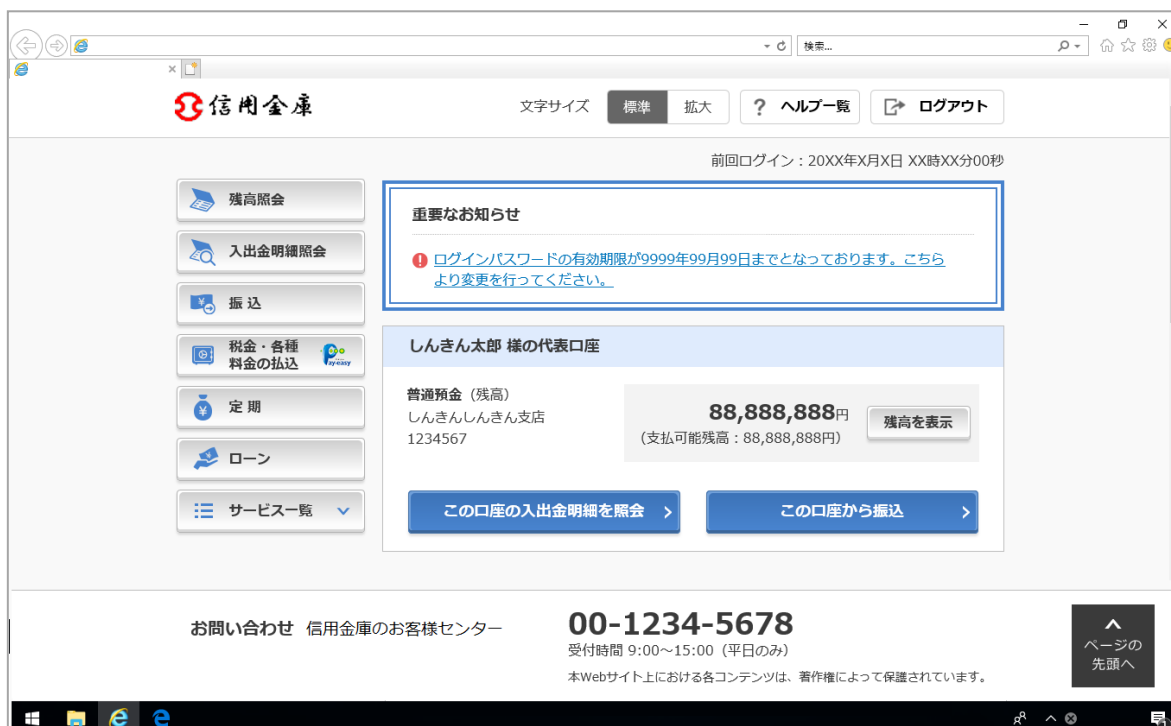 検索...
信用金庫
文字サイズ 標準 拡大 ? ヘルプ一覧 ログアウト
前回ログイン：20XX年X月X日 XX時XX分00秒
残高照会
入出金明細照会
振込
税金・各種
料金の払込
Pay-easy
定期
ローン
サービス一覧
重要なお知らせ
ログインパスワードの有効期限が9999年99月99日までとなっております。こちら
より変更を行ってください。
しんきん太郎 様の代表口座
普通預金（残高）
しんきんしんきん支店
1234567
88,888,888円
（支払可能残高：88,888,888円）
残高を表示
この口座の入出金明細を照会
この口座から振込
お問い合わせ 信用金庫のお客様センター
00-1234-5678
受付時間 9:00～15:00（平日のみ）
本Webサイト上における各コンテンツは、著作権によって保護されています。
ページの
先頭へ